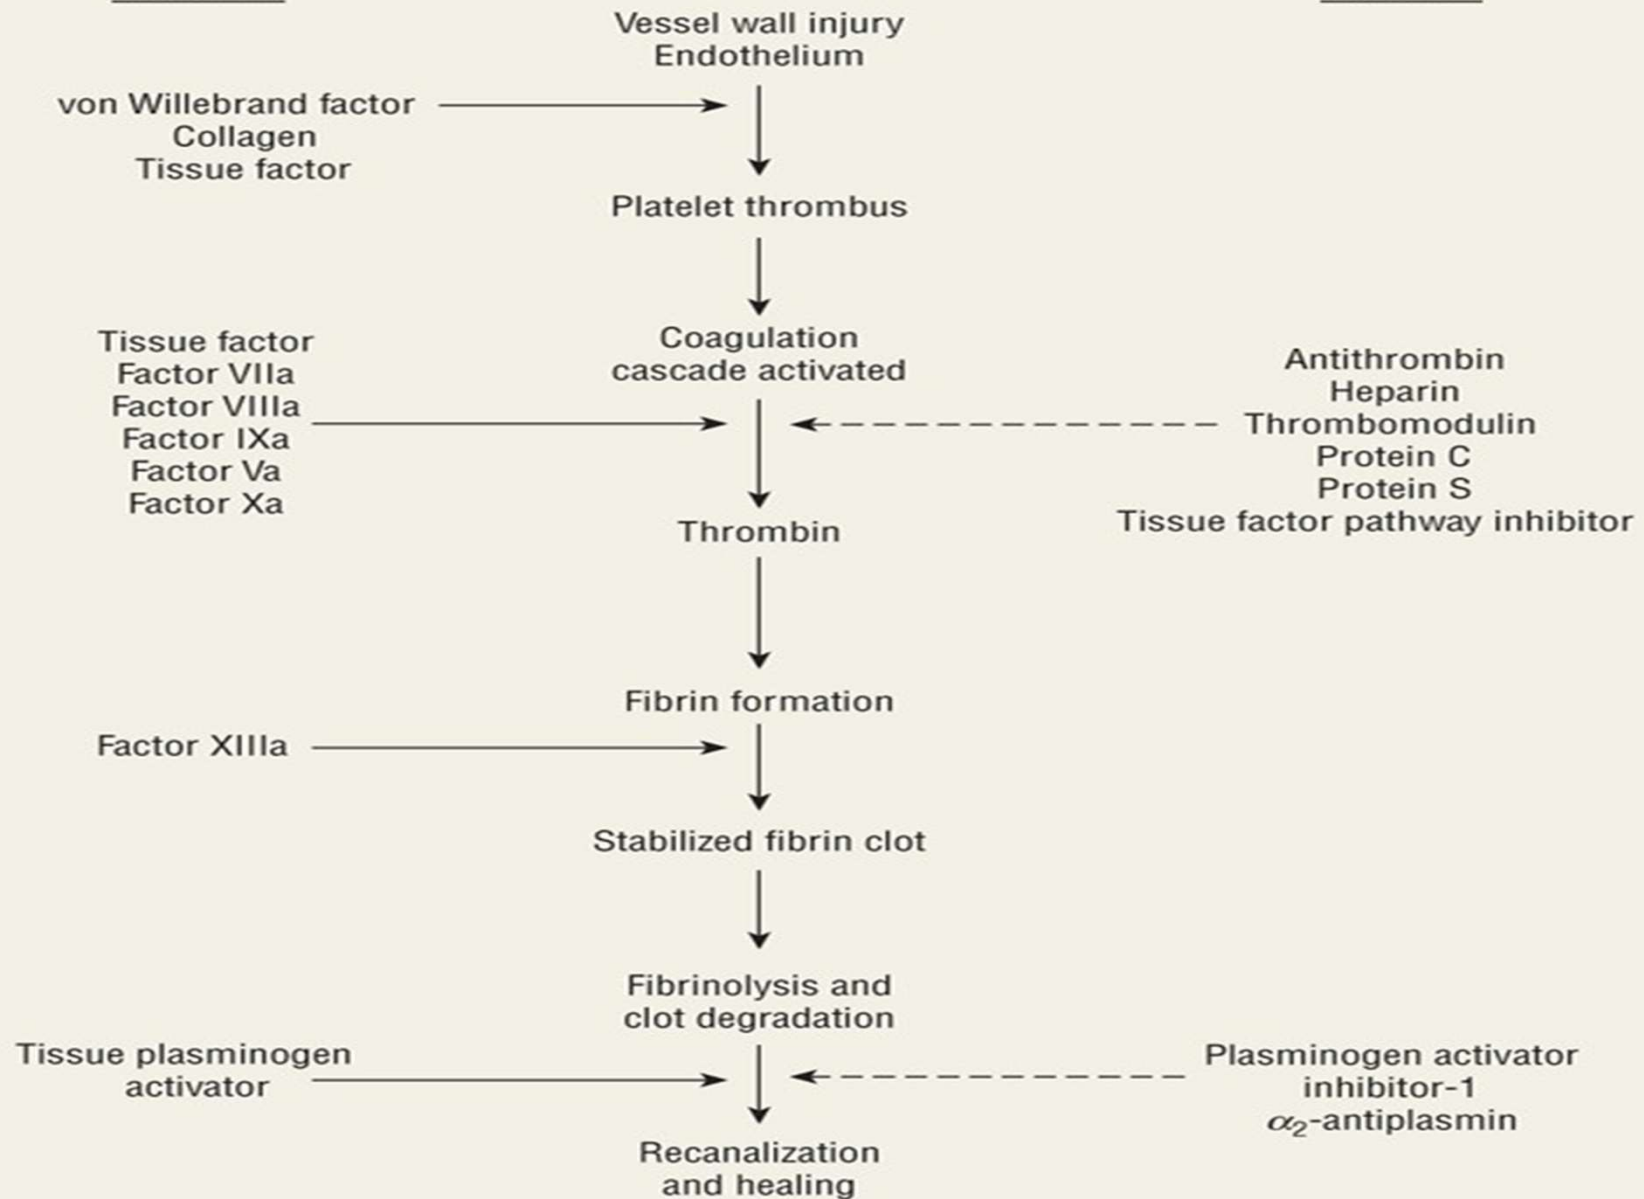 Vessel wall injury
Endothelium
von Willebrand factor
Collagen
Tissue factor
Platelet thrombus
Coagulation
cascade activated
Tissue factor
Factor VIIa
Factor VIIIa
Factor IXa
Factor Va
Factor Xa
Antithrombin
Heparin
Thrombomodulin
Protein C
Protein S
Tissue factor pathway inhibitor
Thrombin
Fibrin formation
Factor XIIIa
Stabilized fibrin clot
Fibrinolysis and
clot degradation
Tissue plasminogen
activator
Plasminogen activator
inhibitor-1
α₂-antiplasmin
Recanalization
and healing